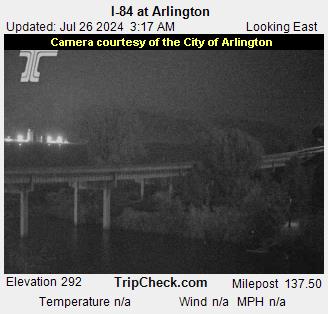 I-84 at Arlington
Updated: Jul 26 2024 3:17 AM Looking East
Camera courtesy of the City of Arlington
Elevation 292 TripCheck.com Milepost 137.50
Temperature n/a Wind n/a MPH n/a